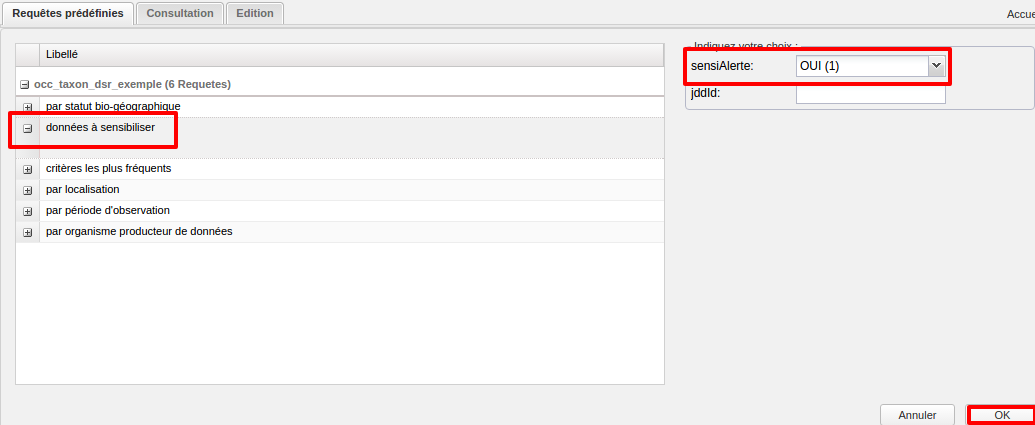 Requêtes prédéfinies Consultation Edition
Accue
Libellé
occ_taxon_dsr_exemple (6 Requetes)
par statut bio-géographique
données à sensibiliser
critères les plus fréquents
par localisation
par période d'observation
par organisme producteur de données
Indiquez votre choix :
sensiAlerte: OUI (1)
jddId:
Annuler OK